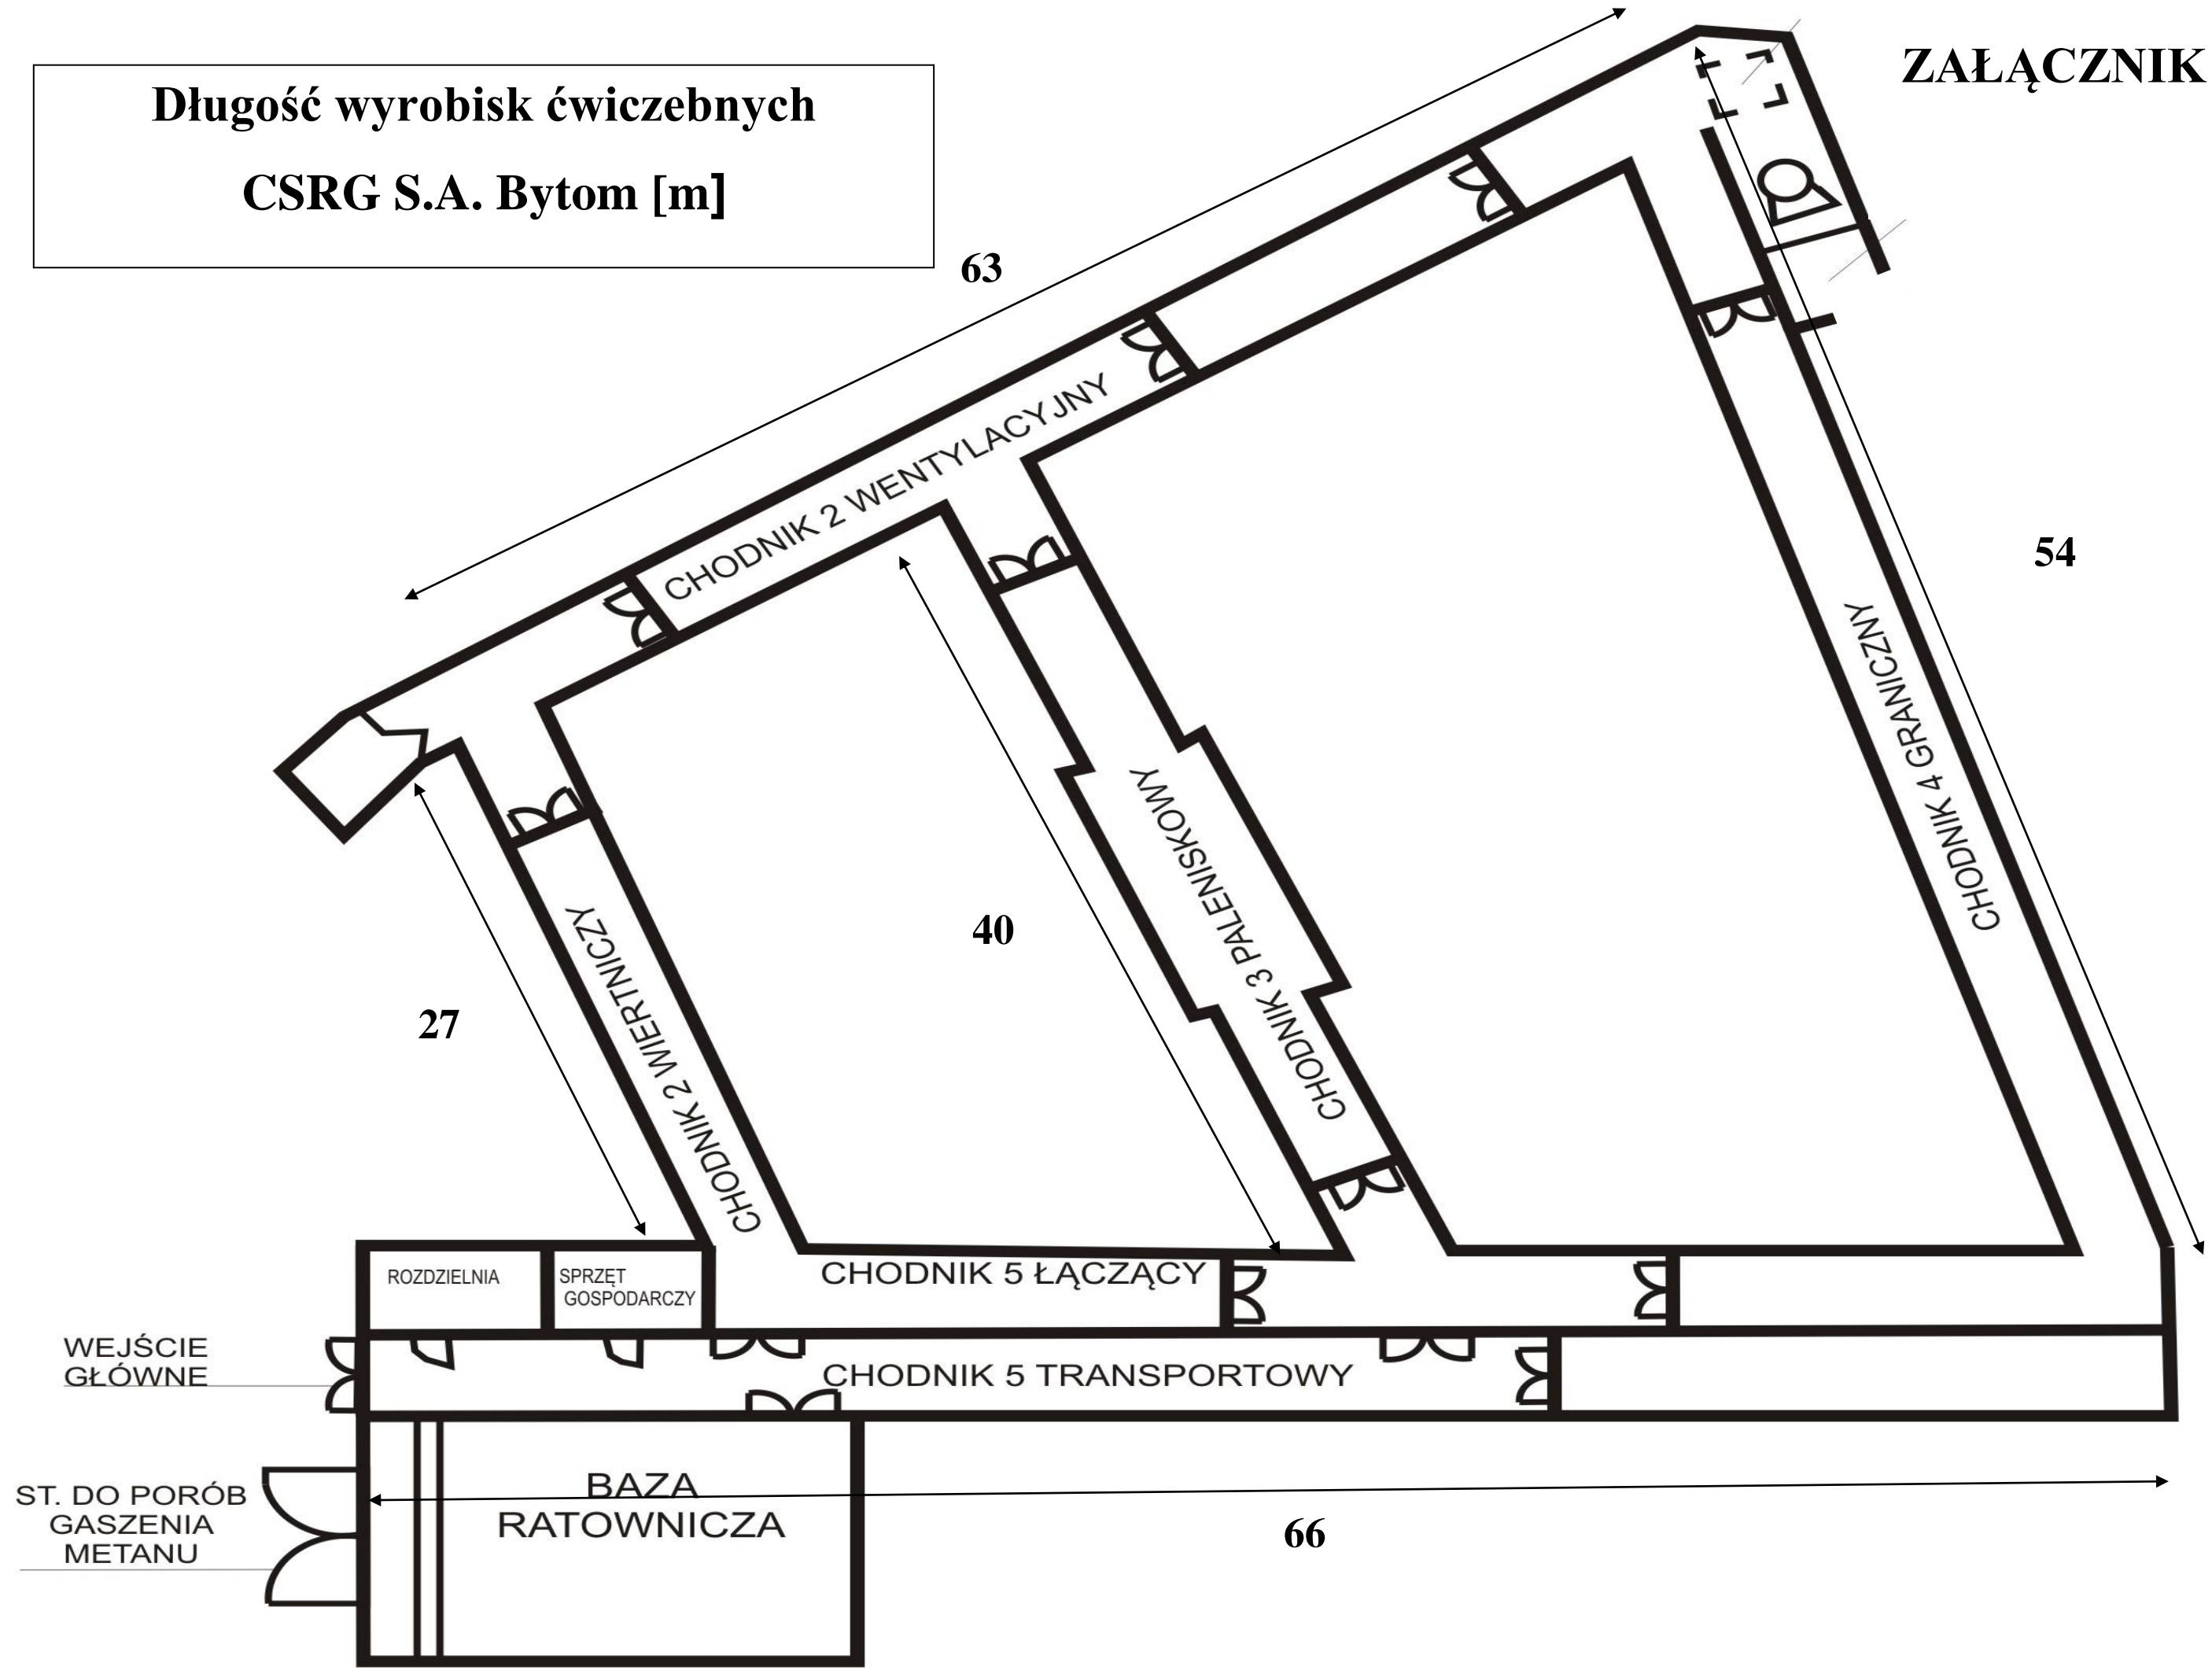 ZAŁĄCZNIK
Długość wyrobisk ćwiczebnych
CSRG S.A. Bytom [m]
63
CHODNIK 2 WENTYLACYJNY
54
CHODNIK 4 GRANICZNY
CHODNIK 3 PALENISKOWY
40
CHODNIK 2 WIERTNICZY
27
ROZDZIELNIA
SPRZĘT
GOSPODARCZY
CHODNIK 5 ŁĄCZĄCY
WEJŚCIE
GŁÓWNE
CHODNIK 5 TRANSPORTOWY
BAZA
RATOWNICZA
ST. DO PORÓB
GASZENIA
METANU
66